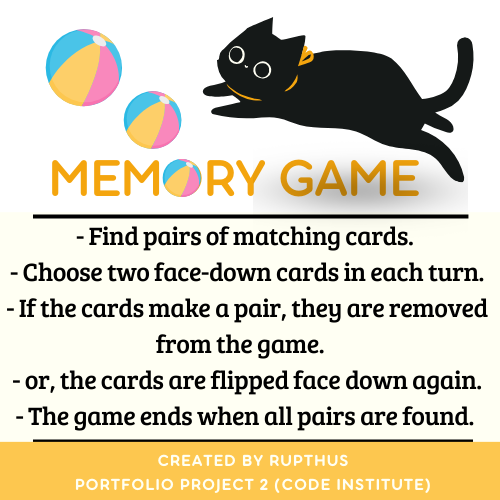 MEMORY GAME
- Find pairs of matching cards.
- Choose two face-down cards in each turn.
- If the cards make a pair, they are removed
from the game.
- or, the cards are flipped face down again.
- The game ends when all pairs are found.
CREATED BY RUPTHUS
PORTFOLIO PROJECT 2 (CODE INSTITUTE)